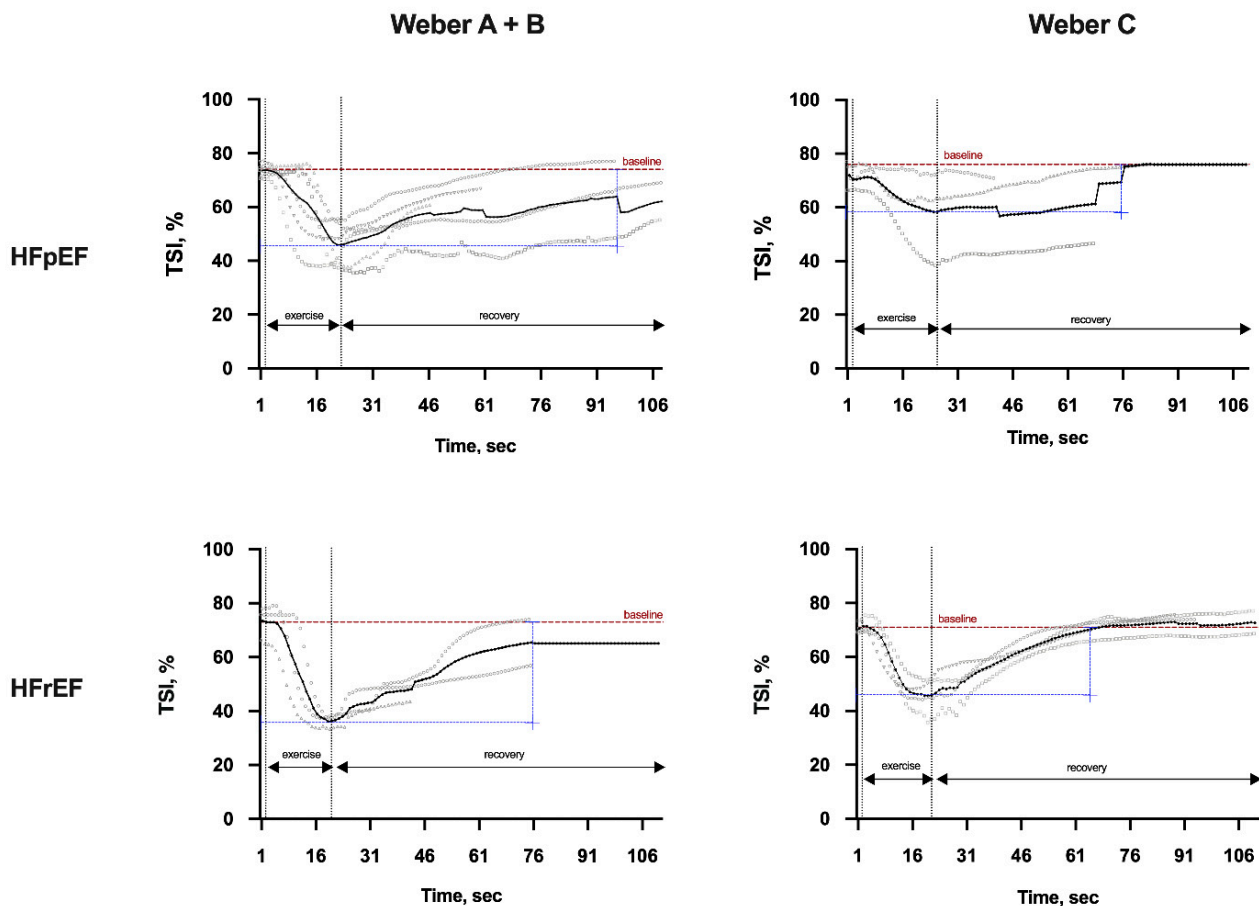 Weber A + B
Weber C
HFpEF
TSI, %
100
80
60
40
20
0
baseline
exercise
recovery
1 16 31 46 61 76 91 106
Time, sec
TSI, %
100
80
60
40
20
0
baseline
exercise
recovery
1 16 31 46 61 76 91 106
Time, sec
HFrEF
TSI, %
100
80
60
40
20
0
baseline
exercise
recovery
1 16 31 46 61 76 91 106
Time, sec
TSI, %
100
80
60
40
20
0
baseline
exercise
recovery
1 16 31 46 61 76 91 106
Time, sec